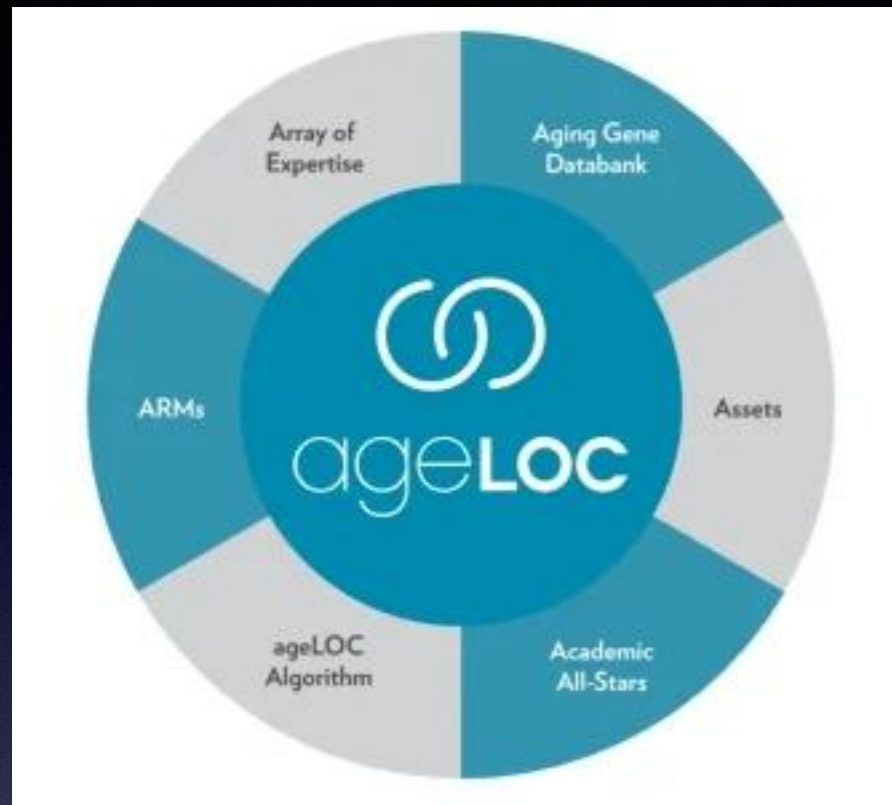 Array of
Expertise
Aging Gene
Databank
ARMs
Assets
ageLOC
ageLOC
Algorithm
Academic
All-Stars